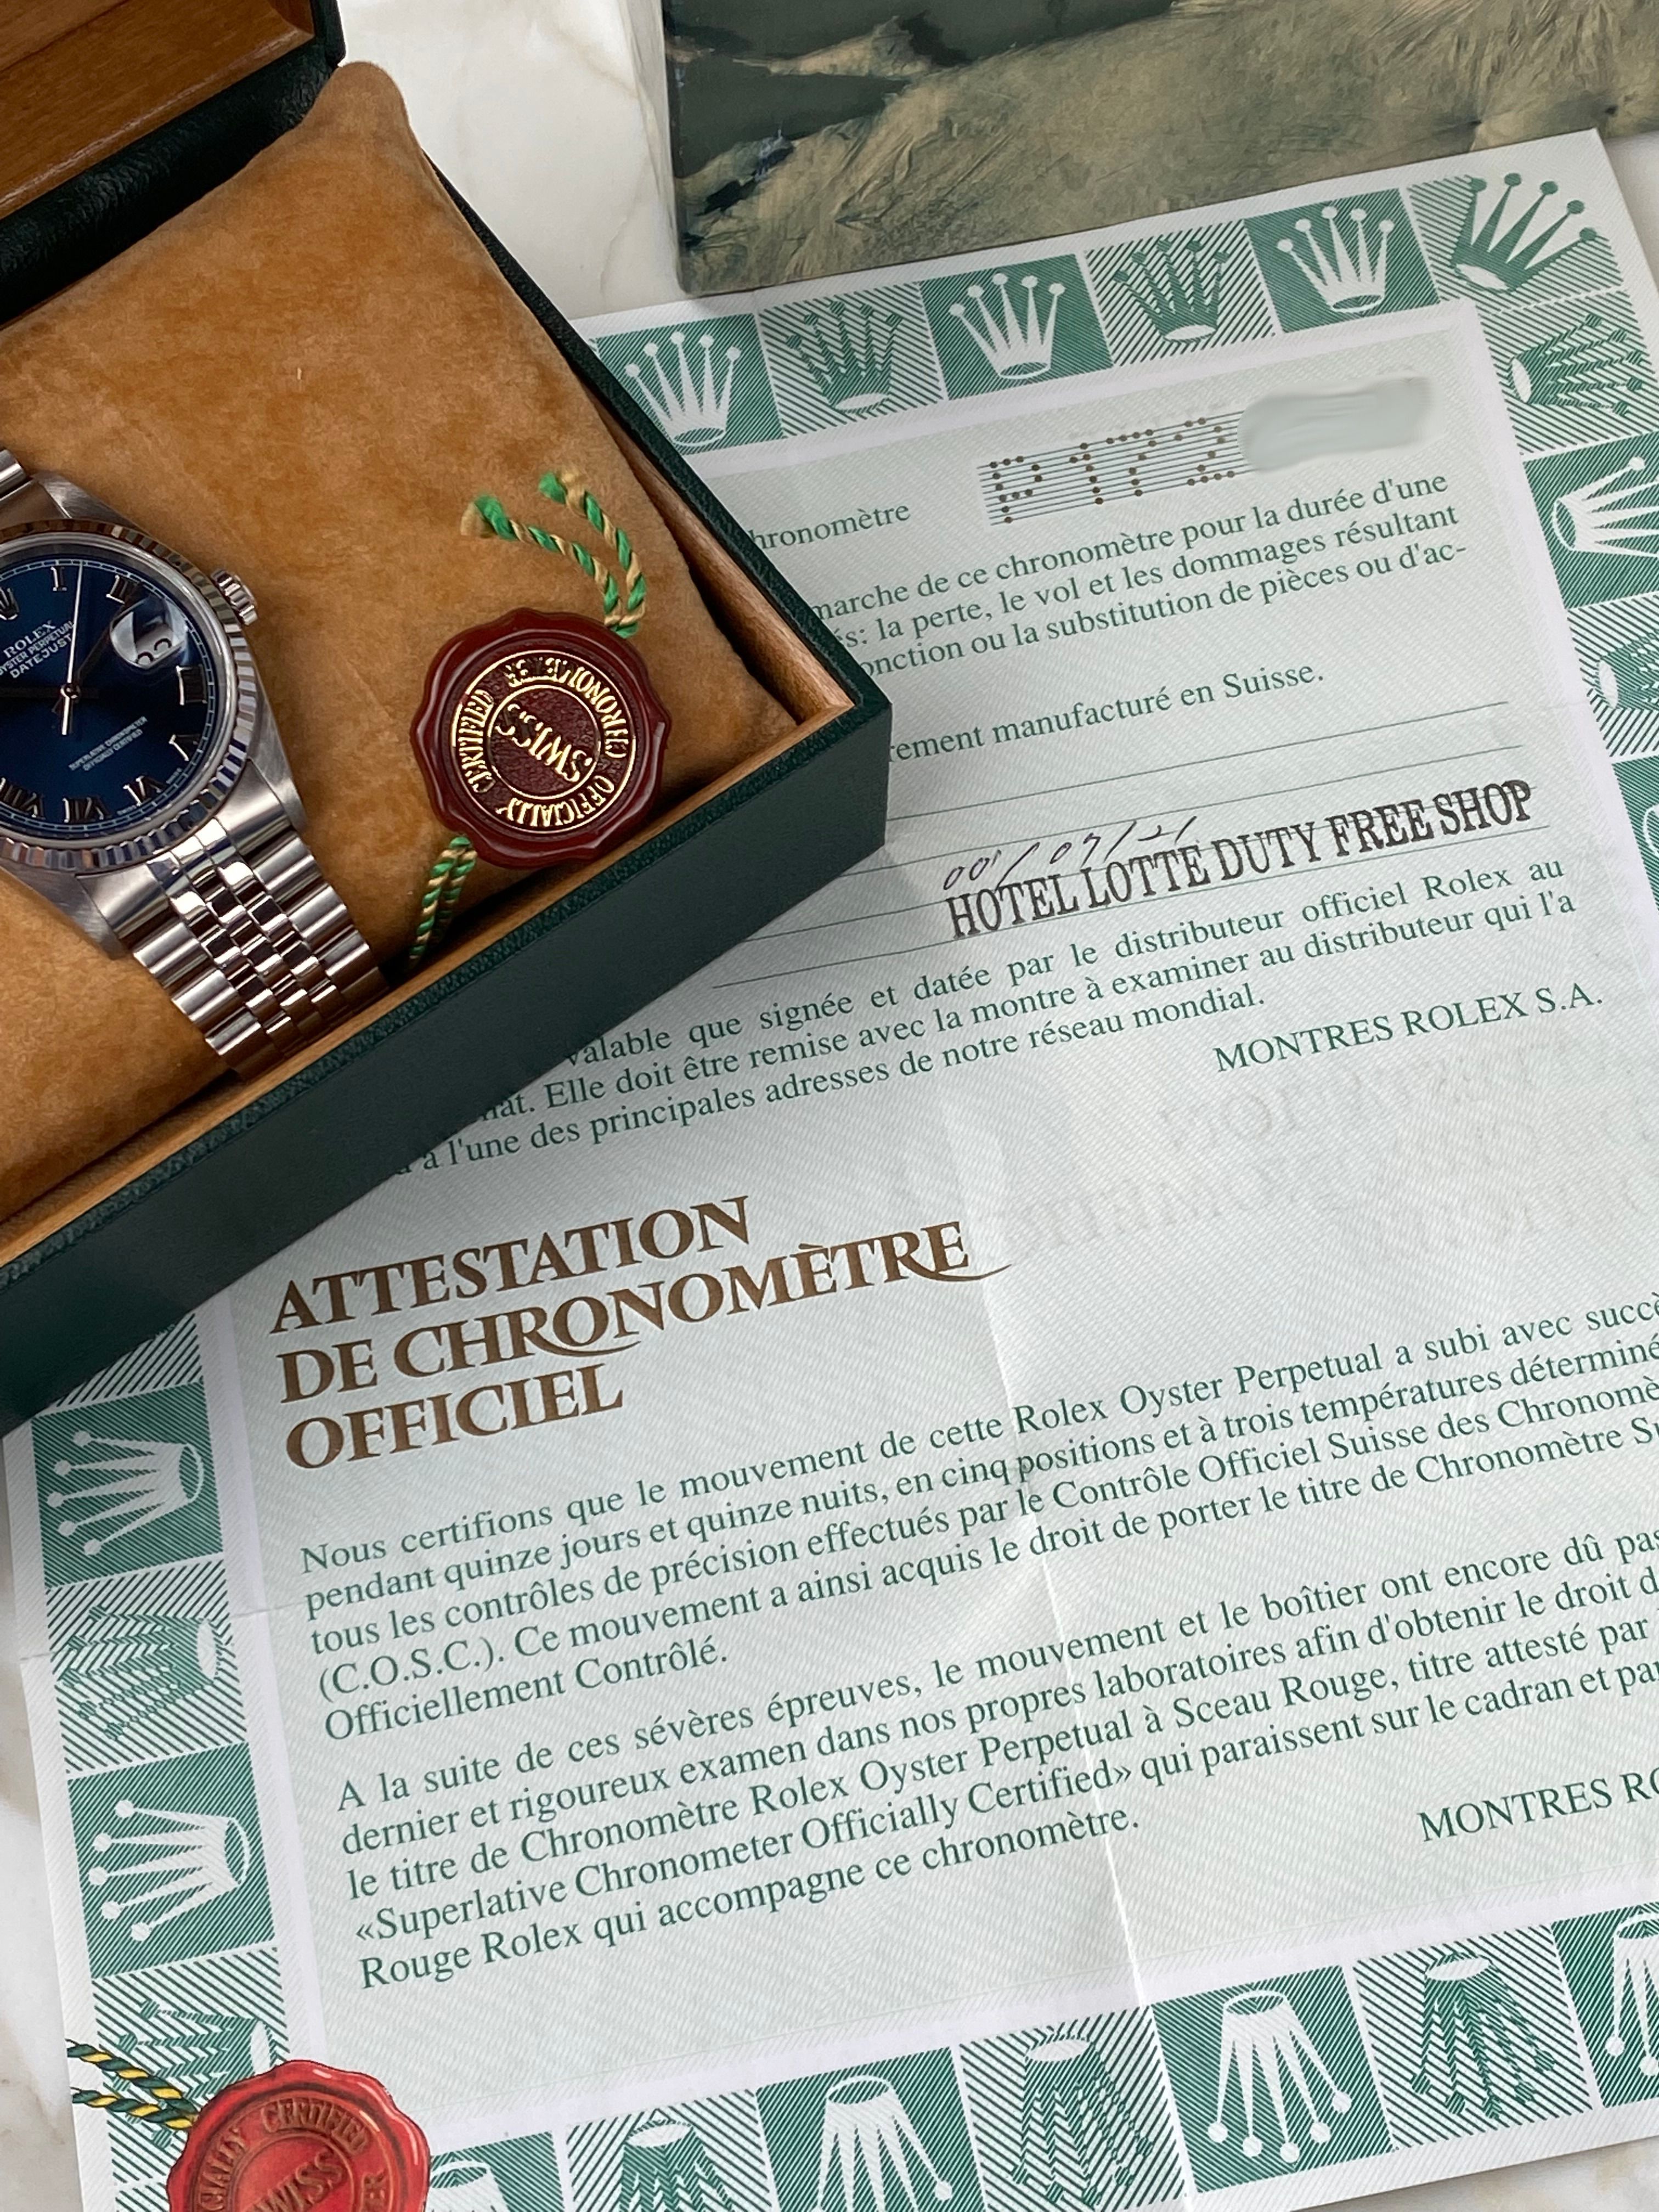 ROLEX
OYSTER PERPETUAL
DATEJUST
SUPERLATIVE CHRONOMETER
OFFICIALLY CERTIFIED
OFFICIALLY CERTIFIED CHRONOMETER
SWISS
P172
hronomètre
marche de ce chronomètre pour la durée d'une
és: la perte, le vol et les dommages résultant
onction ou la substitution de pièces ou d'ac-
rement manufacturé en Suisse.
00'/07/21
HOTEL LOTTE DUTY FREE SHOP
valable que signée et datée par le distributeur officiel Rolex au
hat. Elle doit être remise avec la montre à examiner au distributeur qui l'a
à l'une des principales adresses de notre réseau mondial.
MONTRES ROLEX S.A.
ATTESTATION
DE CHRONOMÈTRE
OFFICIEL
Nous certifions que le mouvement de cette Rolex Oyster Perpetual a subi avec succè
pendant quinze jours et quinze nuits, en cinq positions et à trois températures déterminé
tous les contrôles de précision effectués par le Contrôle Officiel Suisse des Chronomè
(C.O.S.C.). Ce mouvement a ainsi acquis le droit de porter le titre de Chronomètre Su
Officiellement Contrôlé.
A la suite de ces sévères épreuves, le mouvement et le boîtier ont encore dû pas
dernier et rigoureux examen dans nos propres laboratoires afin d'obtenir le droit d
le titre de Chronomètre Rolex Oyster Perpetual à Sceau Rouge, titre attesté par
«Superlative Chronometer Officially Certified» qui paraissent sur le cadran et pa
Rouge Rolex qui accompagne ce chronomètre.
MONTRES RO
CIALLY CERTIFIED
SWISS